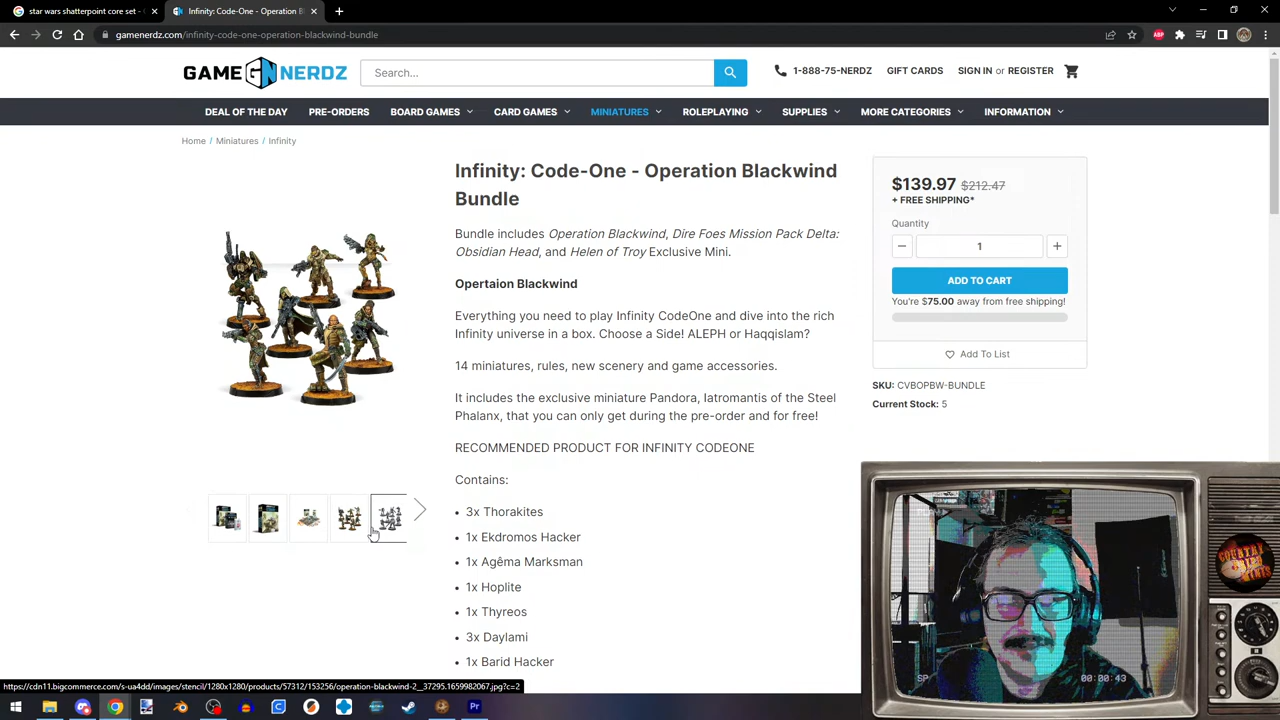 star wars shatterpoint core set -
Infinity: Code-One - Operation B
gamenerdz.com/infinity-code-one-operation-blackwind-bundle
GAME NERDZ
Search...
1-888-75-NERDZ
GIFT CARDS
SIGN IN or REGISTER
DEAL OF THE DAY
PRE-ORDERS
BOARD GAMES
CARD GAMES
MINIATURES
ROLEPLAYING
SUPPLIES
MORE CATEGORIES
INFORMATION
Home / Miniatures / Infinity
Infinity: Code-One - Operation Blackwind
Bundle
Bundle includes Operation Blackwind, Dire Foes Mission Pack Delta:
Obsidian Head, and Helen of Troy Exclusive Mini.
Opertaion Blackwind
Everything you need to play Infinity CodeOne and dive into the rich
Infinity universe in a box. Choose a Side! ALEPH or Haqqislam?
14 miniatures, rules, new scenery and game accessories.
It includes the exclusive miniature Pandora, Iatromantis of the Steel
Phalanx, that you can only get during the pre-order and for free!
RECOMMENDED PRODUCT FOR INFINITY CODEONE
Contains:
• 3x Thorakites
• 1x Ekdromos Hacker
• 1x Agêma Marksman
• 1x Hoplite
• 1x Thyreos
• 3x Daylami
• 1x Barid Hacker
$139.97 $212.47
+ FREE SHIPPING*
Quantity
1
ADD TO CART
You're $75.00 away from free shipping!
Add To List
SKU: CVBOPBW-BUNDLE
Current Stock: 5
COUNTRY
MINTS
SP
00:00:43
https://cdn11.bigcommerce.com/s-ua4dd/images/stencil/1280x1280/products/57312/153256/operation-blackwind-2__37295.1659982067.jpg?c=2